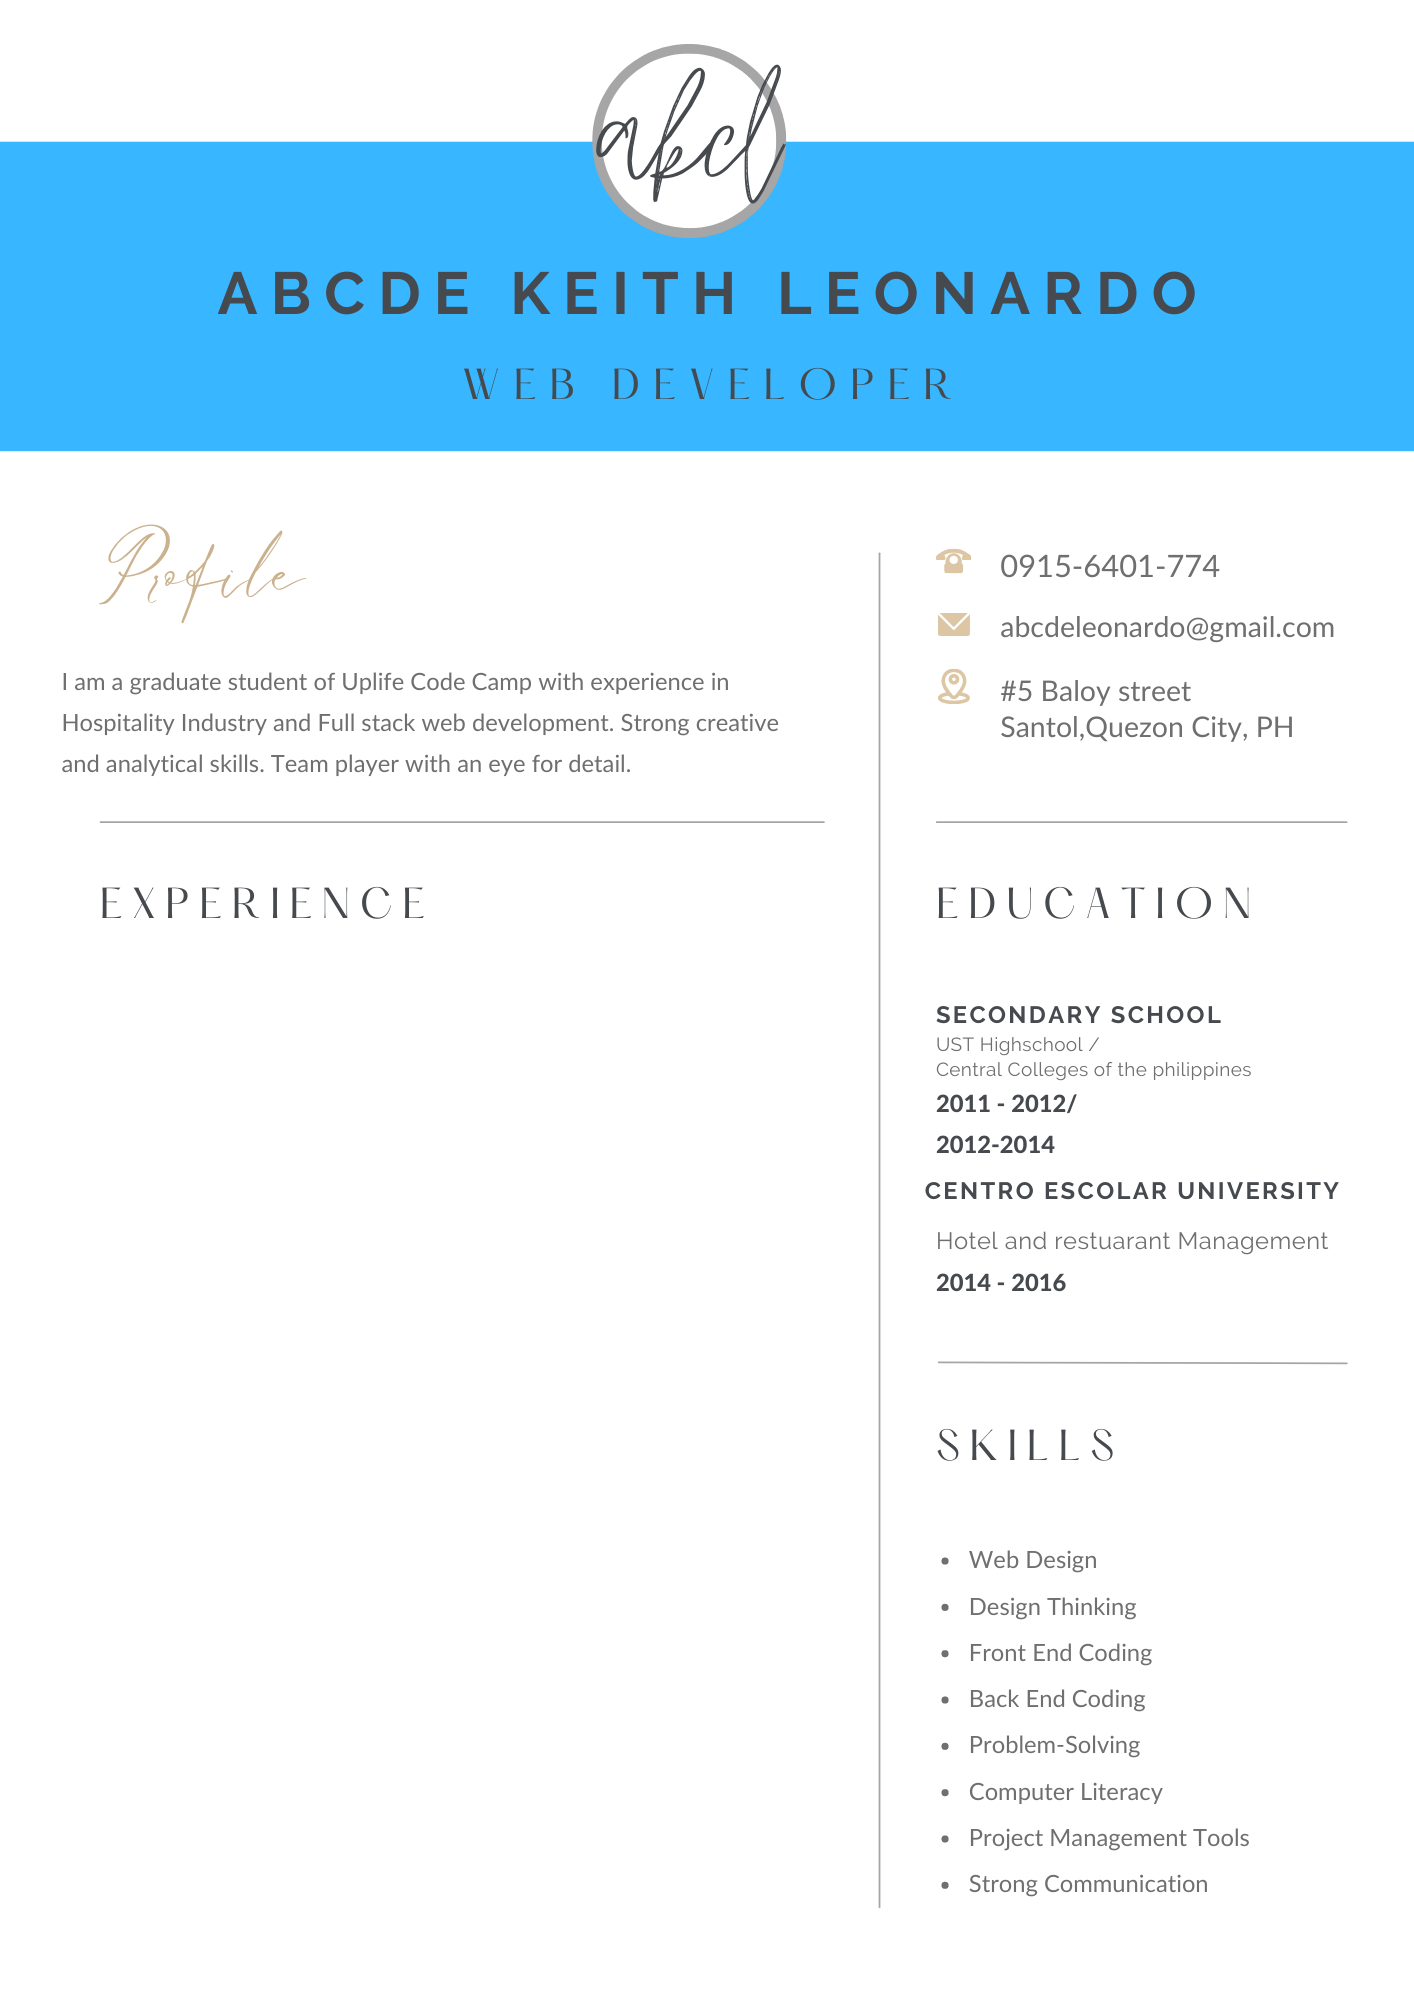 akcl
ABCDE KEITH LEONARDO
WEB DEVELOPER
Profile
I am a graduate student of Uplife Code Camp with experience in
Hospitality Industry and Full stack web development. Strong creative
and analytical skills. Team player with an eye for detail.
EXPERIENCE
0915-6401-774
abcdeleonardo@gmail.com
#5 Baloy street
Santol,Quezon City, PH
EDUCATION
SECONDARY SCHOOL
UST Highschool /
Central Colleges of the philippines
2011 - 2012/
2012-2014
CENTRO ESCOLAR UNIVERSITY
Hotel and restuarant Management
2014 - 2016
SKILLS
• Web Design
• Design Thinking
• Front End Coding
• Back End Coding
• Problem-Solving
• Computer Literacy
• Project Management Tools
• Strong Communication